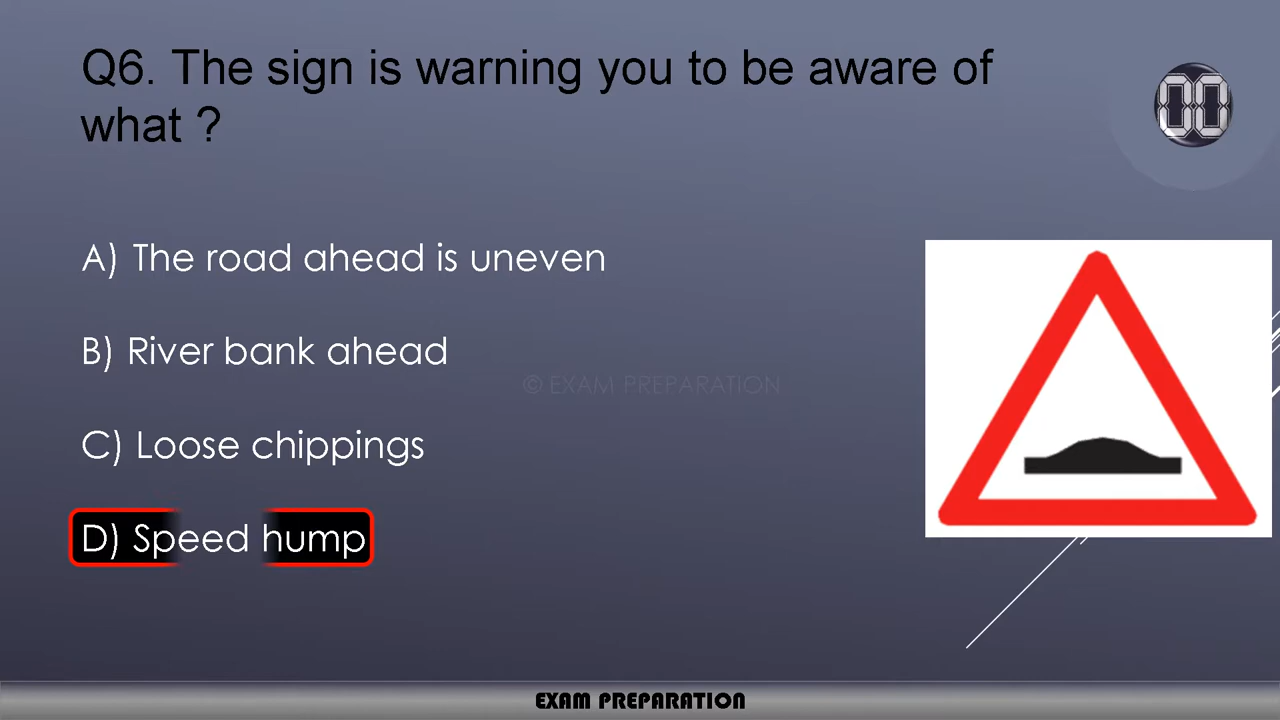 Q6. The sign is warning you to be aware of
what ?
00
A) The road ahead is uneven
B) River bank ahead
© EXAM PREPARATION
C) Loose chippings
D) Speed hump
EXAM PREPARATION